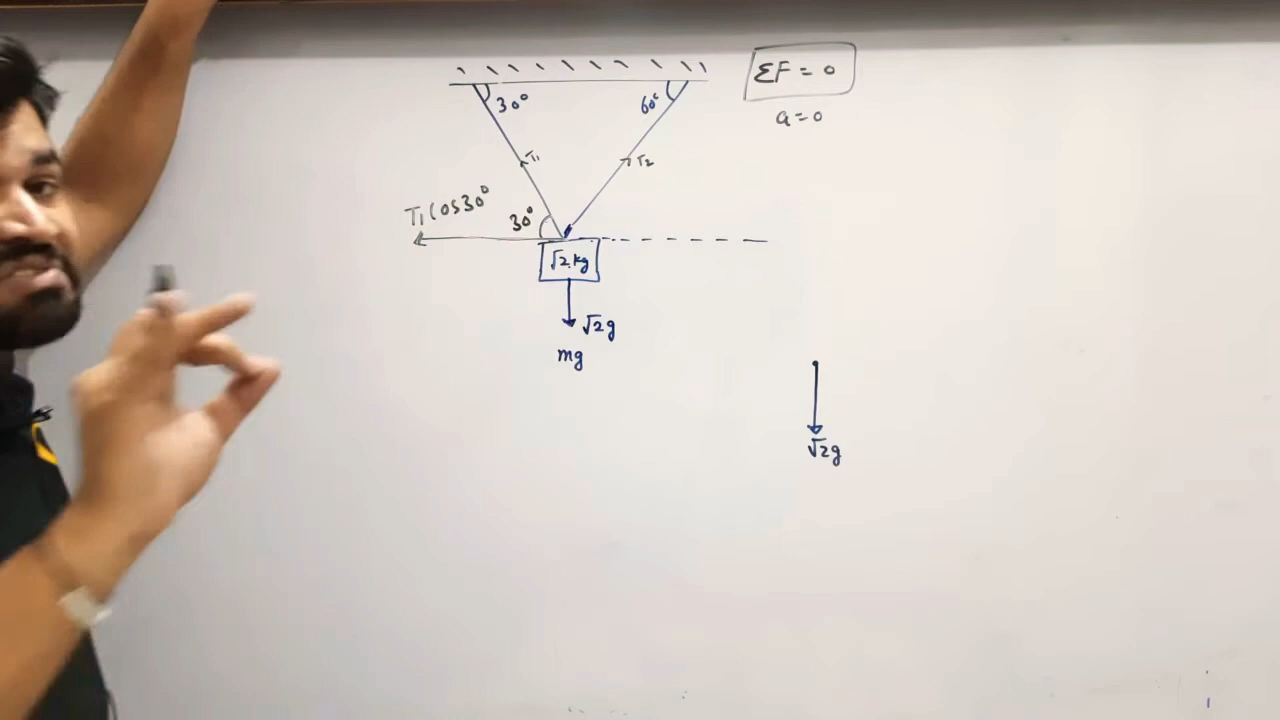 ΣF = 0
a = 0
30°
60°
T₁
T₂
T₁ Cos30°
30°
√2 kg
√2g
mg
√2g